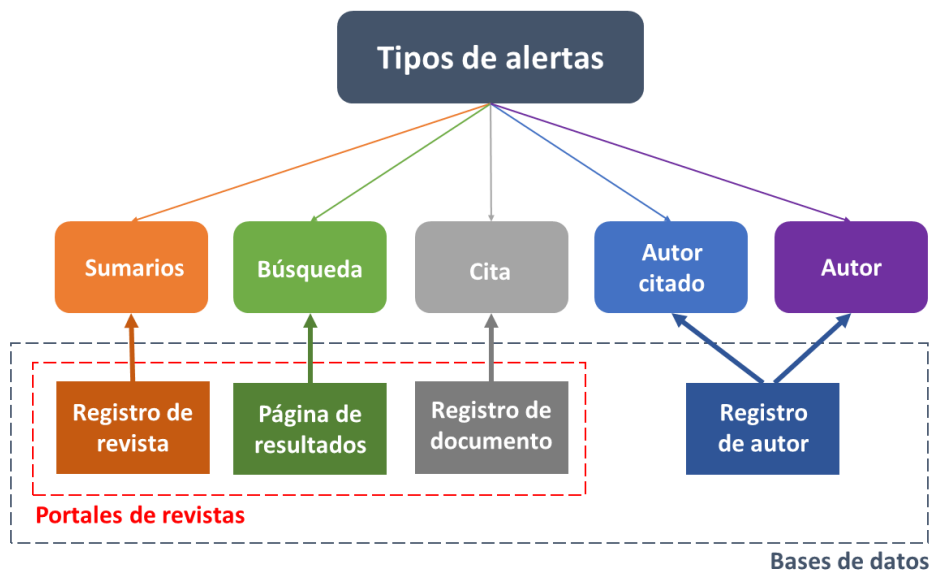 Tipos de alertas
Sumarios
Búsqueda
Cita
Autor
citado
Autor
Registro de
revista
Página de
resultados
Registro de
documento
Registro
de autor
Portales de revistas
Bases de datos